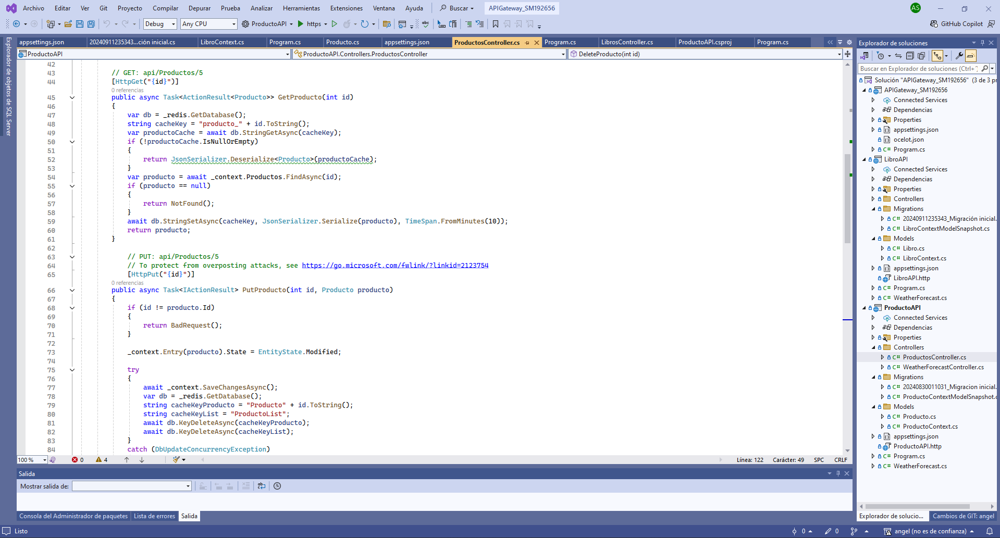 Archivo Editar Ver Git Proyecto Compilar Depurar Prueba Analizar Herramientas Extensiones Ventana Ayuda Buscar APIGateway_SM192656 AS
Debug Any CPU ProductoAPI https GitHub Copilot
Explorador de objetos de SQL Server
appsettings.json 20240911235343...ción inicial.cs LibroContext.cs Program.cs Producto.cs appsettings.json ProductosController.cs Program.cs LibrosController.cs ProductoAPI.csproj Program.cs
ProductoAPI ProductoAPI.Controllers.ProductosController DeleteProducto(int id)
42
43 // GET: api/Productos/5
44 [HttpGet("{id}")]
0 referencias
45 public async Task<ActionResult<Producto>> GetProducto(int id)
46 {
47 var db = _redis.GetDatabase();
48 string cacheKey = "producto_" + id.ToString();
49 var productoCache = await db.StringGetAsync(cacheKey);
50 if (!productoCache.IsNullOrEmpty)
51 {
52 return JsonSerializer.Deserialize<Producto>(productoCache);
53 }
54 var producto = await _context.Productos.FindAsync(id);
55 if (producto == null)
56 {
57 return NotFound();
58 }
59 await db.StringSetAsync(cacheKey, JsonSerializer.Serialize(producto), TimeSpan.FromMinutes(10));
60 return producto;
61 }
62
63 // PUT: api/Productos/5
64 // To protect from overposting attacks, see https://go.microsoft.com/fwlink/?linkid=2123754
65 [HttpPut("{id}")]
0 referencias
66 public async Task<IActionResult> PutProducto(int id, Producto producto)
67 {
68 if (id != producto.Id)
69 {
70 return BadRequest();
71 }
72
73 _context.Entry(producto).State = EntityState.Modified;
74
75 try
76 {
77 await _context.SaveChangesAsync();
78 var db = _redis.GetDatabase();
79 string cacheKeyProducto = "Producto" + id.ToString();
80 string cacheKeyList = "ProductoList";
81 await db.KeyDeleteAsync(cacheKeyProducto);
82 await db.KeyDeleteAsync(cacheKeyList);
83 }
84 catch (DbUpdateConcurrencyException)
100 % 0 4 Línea: 122 Carácter: 49 SPC CRLF
Salida
Mostrar salida de:
Consola del Administrador de paquetes Lista de errores Salida
Explorador de soluciones
Buscar en Explorador de soluciones (Ctrl+
Solución "APIGateway_SM192656" (3 de 3 pr
APIGateway_SM192656
Connected Services
Dependencias
Properties
appsettings.json
ocelot.json
C# Program.cs
LibroAPI
Connected Services
Dependencias
Properties
Controllers
Migrations
C# 20240911235343_Migración inicial.
C# LibroContextModelSnapshot.cs
Models
C# Libro.cs
C# LibroContext.cs
appsettings.json
LibroAPI.http
C# Program.cs
C# WeatherForecast.cs
ProductoAPI
Connected Services
Dependencias
Properties
Controllers
C# ProductosController.cs
C# WeatherForecastController.cs
Migrations
C# 20240830011031_Migracion inicial.
C# ProductoContextModelSnapshot.c
Models
C# Producto.cs
C# ProductoContext.cs
appsettings.json
ProductoAPI.http
C# Program.cs
C# WeatherForecast.cs
Explorador de solucio... Cambios de GIT: angel
Listo 0 0 angel (no es de confianza)